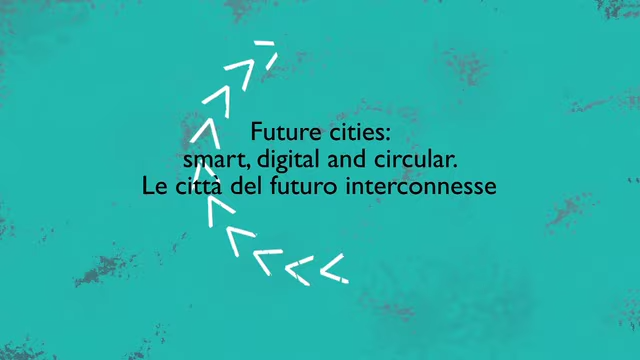 Future cities:
smart, digital and circular.
Le città del futuro interconnesse